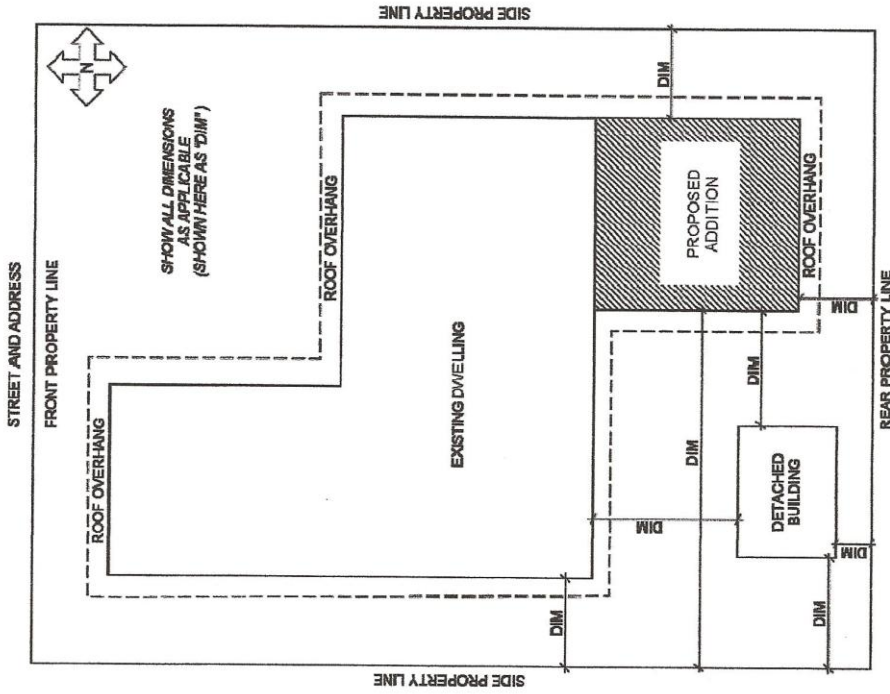 STREET AND ADDRESS
FRONT PROPERTY LINE
SIDE PROPERTY LINE
N
SHOW ALL DIMENSIONS
AS APPLICABLE
(SHOWN HERE AS "DIM")
ROOF OVERHANG
ROOF OVERHANG
EXISTING DWELLING
DIM
PROPOSED
ADDITION
ROOF OVERHANG
DIM
DIM
DIM
DIM
DETACHED
BUILDING
DIM
DIM
DIM
SIDE PROPERTY LINE
REAR PROPERTY LINE